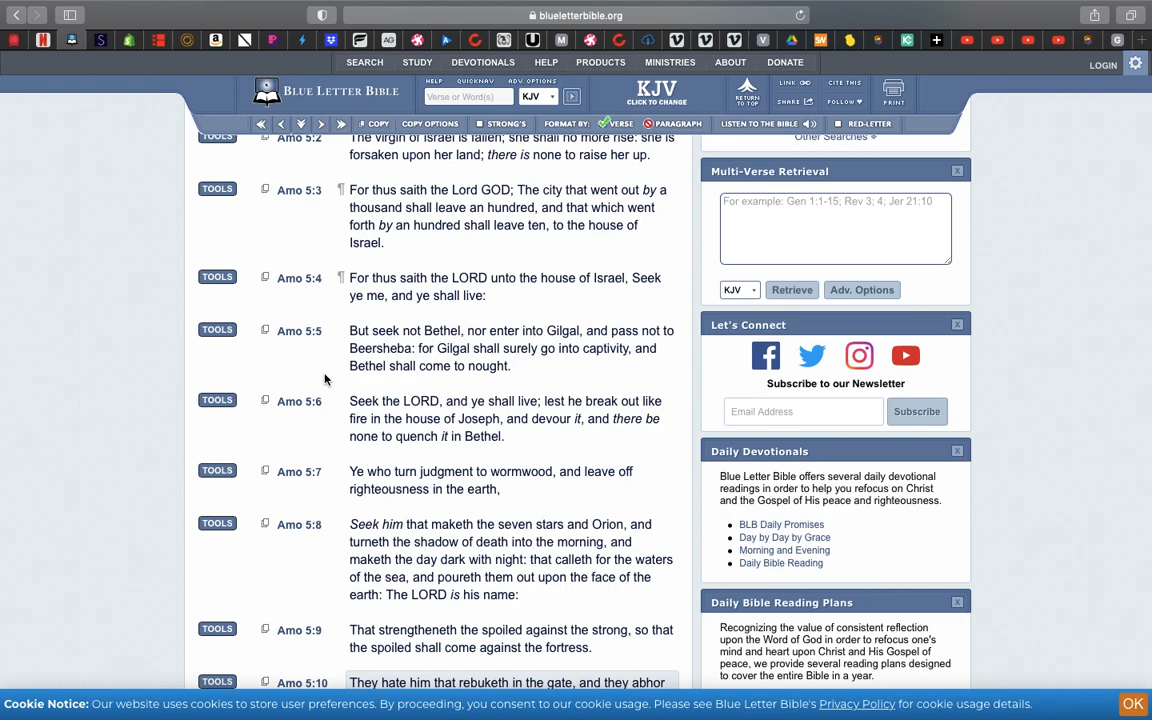 blueletterbible.org
SEARCH STUDY DEVOTIONALS HELP PRODUCTS MINISTRIES ABOUT DONATE
LOGIN
BLUE LETTER BIBLE
HELP QUICKNAV ADV. OPTIONS
Verse or Word(s) KJV
KJV
CLICK TO CHANGE
RETURN
TO TOP
LINK CITE THIS
SHARE FOLLOW
PRINT
COPY COPY OPTIONS STRONG'S FORMAT BY: VERSE PARAGRAPH LISTEN TO THE BIBLE RED-LETTER
Amo 5:2 The virgin of Israel is fallen; she shall no more rise: she is
forsaken upon her land; there is none to raise her up.
TOOLS Amo 5:3 ¶ For thus saith the Lord GOD; The city that went out by a
thousand shall leave an hundred, and that which went
forth by an hundred shall leave ten, to the house of
Israel.
TOOLS Amo 5:4 ¶ For thus saith the LORD unto the house of Israel, Seek
ye me, and ye shall live:
TOOLS Amo 5:5 But seek not Bethel, nor enter into Gilgal, and pass not to
Beersheba: for Gilgal shall surely go into captivity, and
Bethel shall come to nought.
TOOLS Amo 5:6 Seek the LORD, and ye shall live; lest he break out like
fire in the house of Joseph, and devour it, and there be
none to quench it in Bethel.
TOOLS Amo 5:7 Ye who turn judgment to wormwood, and leave off
righteousness in the earth,
TOOLS Amo 5:8 Seek him that maketh the seven stars and Orion, and
turneth the shadow of death into the morning, and
maketh the day dark with night: that calleth for the waters
of the sea, and poureth them out upon the face of the
earth: The LORD is his name:
TOOLS Amo 5:9 That strengtheneth the spoiled against the strong, so that
the spoiled shall come against the fortress.
TOOLS Amo 5:10 They hate him that rebuketh in the gate, and they abhor
Other Searches
Multi-Verse Retrieval
For example: Gen 1:1-15; Rev 3; 4; Jer 21:10
KJV Retrieve Adv. Options
Let's Connect
Subscribe to our Newsletter
Email Address Subscribe
Daily Devotionals
Blue Letter Bible offers several daily devotional
readings in order to help you refocus on Christ
and the Gospel of His peace and righteousness.
BLB Daily Promises
Day by Day by Grace
Morning and Evening
Daily Bible Reading
Daily Bible Reading Plans
Recognizing the value of consistent reflection
upon the Word of God in order to refocus one's
mind and heart upon Christ and His Gospel of
peace, we provide several reading plans designed
to cover the entire Bible in a year.
Cookie Notice: Our website uses cookies to store user preferences. By proceeding, you consent to our cookie usage. Please see Blue Letter Bible's Privacy Policy for cookie usage details. OK